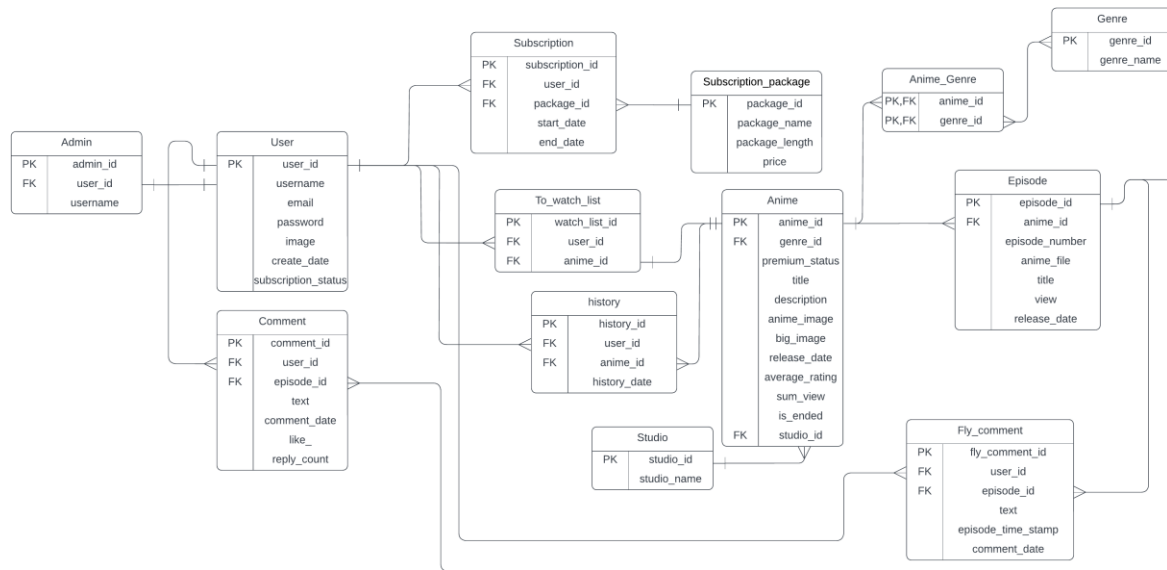 Genre
PK genre_id
genre_name
Subscription
PK subscription_id
FK user_id
FK package_id
start_date
end_date
Subscription_package
PK package_id
package_name
package_length
price
Anime_Genre
PK,FK anime_id
PK,FK genre_id
Admin
PK admin_id
FK user_id
username
User
PK user_id
username
email
password
image
create_date
subscription_status
To_watch_list
PK watch_list_id
FK user_id
FK anime_id
Anime
PK anime_id
FK genre_id
premium_status
title
description
anime_image
big_image
release_date
average_rating
sum_view
is_ended
FK studio_id
Episode
PK episode_id
FK anime_id
episode_number
anime_file
title
view
release_date
history
PK history_id
FK user_id
FK anime_id
history_date
Comment
PK comment_id
FK user_id
FK episode_id
text
comment_date
like_
reply_count
Studio
PK studio_id
studio_name
Fly_comment
PK fly_comment_id
FK user_id
FK episode_id
text
episode_time_stamp
comment_date